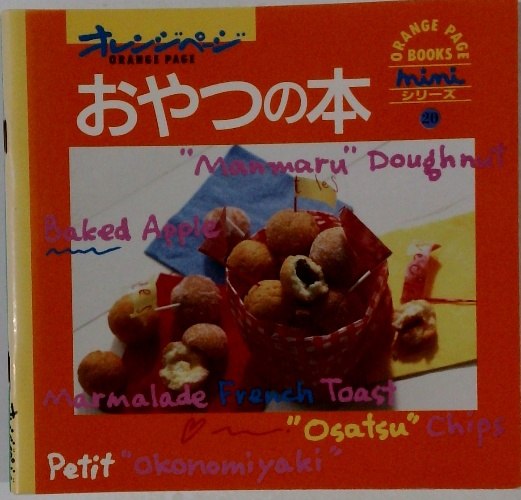 オレンジページ
ORANGE PAGE
おやつの本
ORANGE PAGE
BOOKS
mini
シリーズ
20
"Manmaru" Doughnut
Baked Apple
Marmalade French Toast
"Osatsu" Chips
Petit "Okonomiyaki"